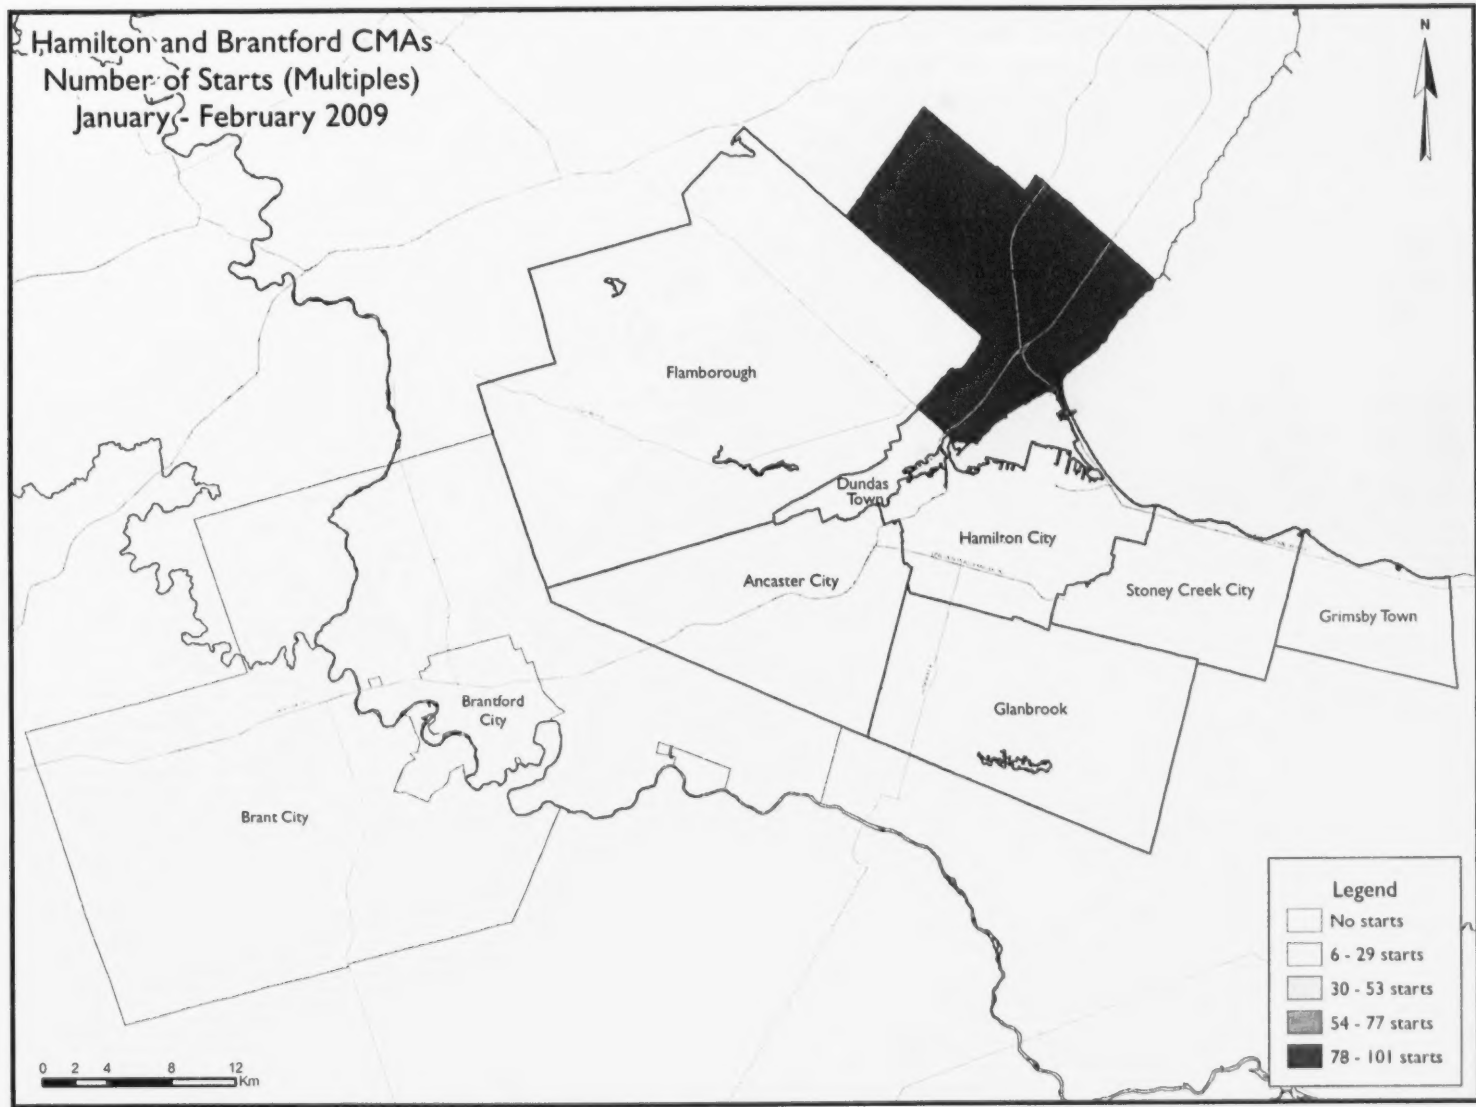 Hamilton and Brantford CMAs
Number of Starts (Multiples)
January - February 2009
N
Flamborough
Dundas
Town
Hamilton City
Ancaster City
Stoney Creek City
Grimsby Town
Brantford
City
Glanbrook
Brant City
Legend
No starts
6 - 29 starts
30 - 53 starts
54 - 77 starts
78 - 101 starts
0 2 4 8 12
Km